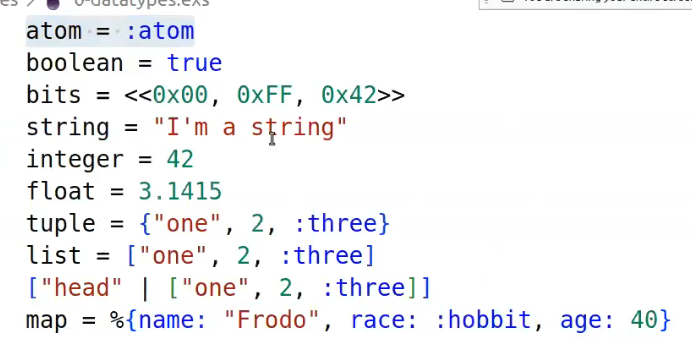 0-datatypes.exs
atom = :atom
boolean = true
bits = <<0x00, 0xFF, 0x42>>
string = "I'm a string"
integer = 42
float = 3.1415
tuple = {"one", 2, :three}
list = ["one", 2, :three]
["head" | ["one", 2, :three]]
map = %{name: "Frodo", race: :hobbit, age: 40}